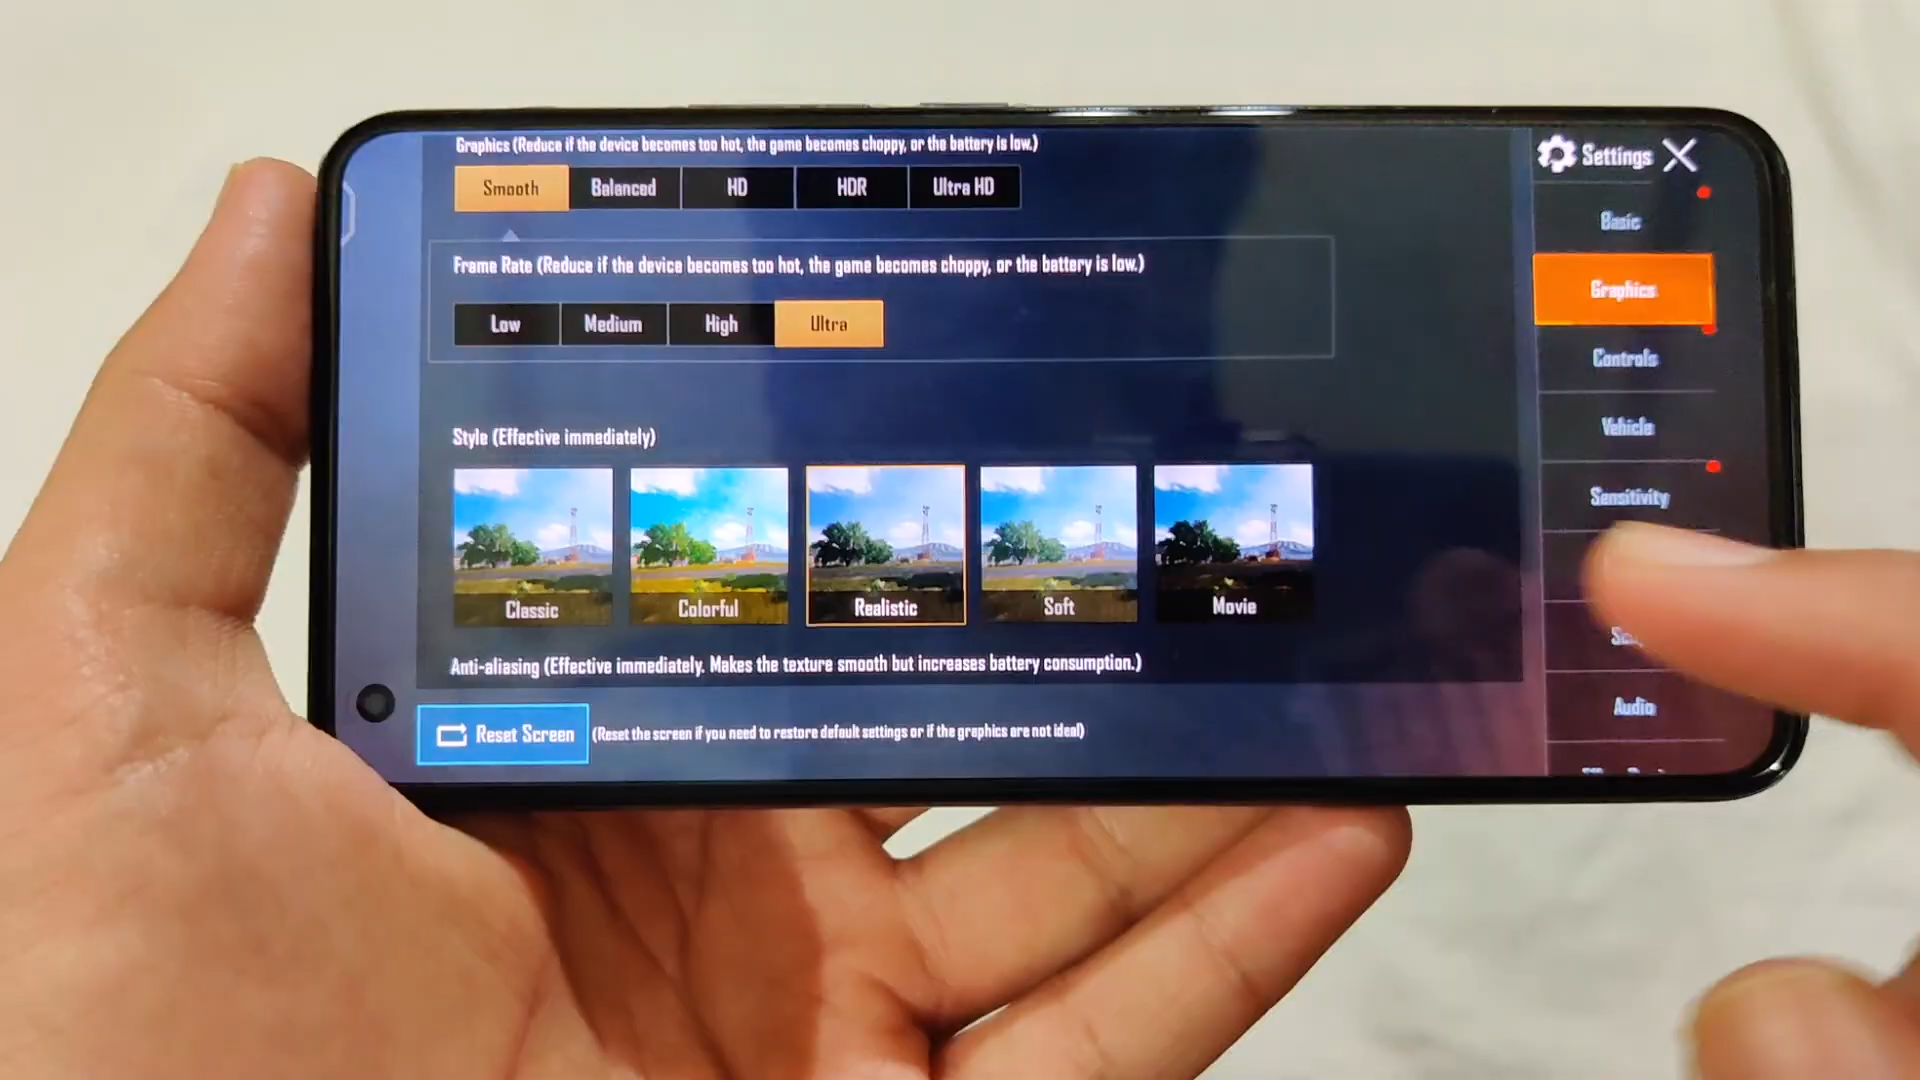 Graphics (Reduce if the device becomes too hot, the game becomes choppy, or the battery is low.)
Smooth Balanced HD HDR Ultra HD
Frame Rate (Reduce if the device becomes too hot, the game becomes choppy, or the battery is low.)
Low Medium High Ultra
Style (Effective immediately)
Classic Colorful Realistic Soft Movie
Anti-aliasing (Effective immediately. Makes the texture smooth but increases battery consumption.)
Reset Screen (Reset the screen if you need to restore default settings or if the graphics are not ideal)
Settings
Basic
Graphics
Controls
Vehicle
Sensitivity
Audio